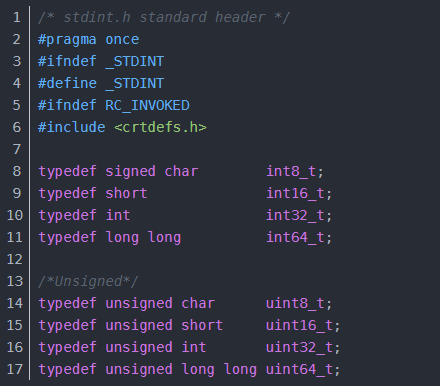 1 /* stdint.h standard header */
2 #pragma once
3 #ifndef _STDINT
4 #define _STDINT
5 #ifndef RC_INVOKED
6 #include <crtdefs.h>
7
8 typedef signed char        int8_t;
9 typedef short              int16_t;
10 typedef int                int32_t;
11 typedef long long          int64_t;
12
13 /*Unsigned*/
14 typedef unsigned char      uint8_t;
15 typedef unsigned short     uint16_t;
16 typedef unsigned int       uint32_t;
17 typedef unsigned long long uint64_t;